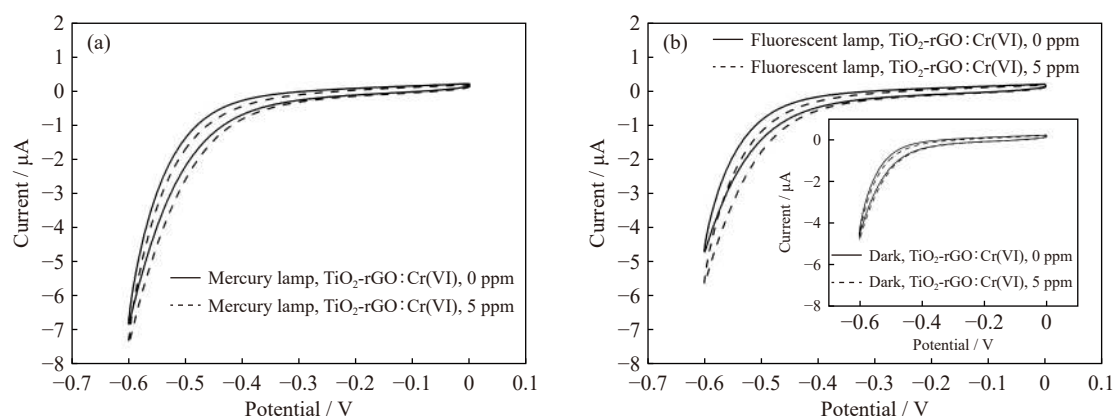 (a)
2
1
0
−1
−2
−3
−4
−5
−6
−7
−8
Current / μA
Mercury lamp, TiO₂-rGO∶Cr(VI), 0 ppm
Mercury lamp, TiO₂-rGO∶Cr(VI), 5 ppm
−0.7 −0.6 −0.5 −0.4 −0.3 −0.2 −0.1 0 0.1
Potential / V
(b)
2
1
0
−1
−2
−3
−4
−5
−6
−7
−8
Current / μA
Fluorescent lamp, TiO₂-rGO∶Cr(VI), 0 ppm
Fluorescent lamp, TiO₂-rGO∶Cr(VI), 5 ppm
0
−2
−4
−6
−8
Current / μA
Dark, TiO₂-rGO∶Cr(VI), 0 ppm
Dark, TiO₂-rGO∶Cr(VI), 5 ppm
−0.6 −0.4 −0.2 0
Potential / V
−0.7 −0.6 −0.5 −0.4 −0.3 −0.2 −0.1 0 0.1
Potential / V